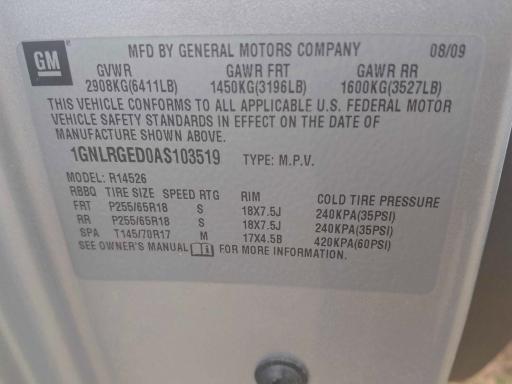 GM MFD BY GENERAL MOTORS COMPANY 08/09
GVWR GAWR FRT GAWR RR
2908KG(6411LB) 1450KG(3196LB) 1600KG(3527LB)
THIS VEHICLE CONFORMS TO ALL APPLICABLE U.S. FEDERAL MOTOR
VEHICLE SAFETY STANDARDS IN EFFECT ON THE DATE OF
MANUFACTURE SHOWN ABOVE.
1GNLRGED0AS103519 TYPE: M.P.V.
MODEL: R14526
RBBQ TIRE SIZE SPEED RTG RIM COLD TIRE PRESSURE
FRT P255/65R18 S 18X7.5J 240KPA(35PSI)
RR P255/65R18 S 18X7.5J 240KPA(35PSI)
SPA T145/70R17 M 17X4.5B 420KPA(60PSI)
SEE OWNER'S MANUAL FOR MORE INFORMATION.